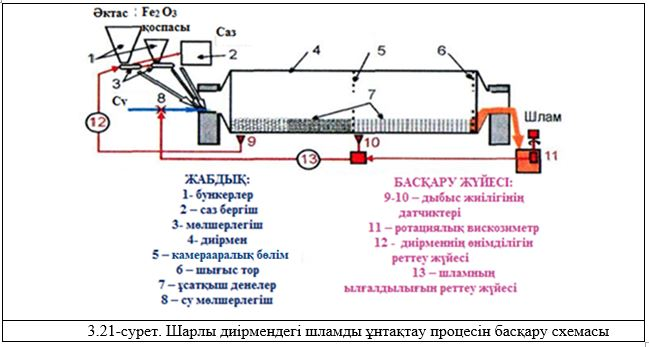 Әктас : Fe2 O3
қоспасы
Саз
1
2
3
4
5
6
Су
8
7
12
9
13
10
Шлам
11
ЖАБДЫҚ:
1- бункерлер
2 – саз бергіш
3- мөлшерлегіш
4- диірмен
5 – камерааралық бөлім
6 – шығыс тор
7 – ұсатқыш денелер
8 – су мөлшерлегіш
БАСҚАРУ ЖҮЙЕСІ:
9-10 – дыбыс жиілігінің
датчиктері
11 – ротациялық вискозиметр
12 - диірменнің өнімділігін
реттеу жүйесі
13 – шламның
ылғалдылығын реттеу жүйесі
3.21-сурет. Шарлы диірмендегі шламды ұнтақтау процесін басқару схемасы